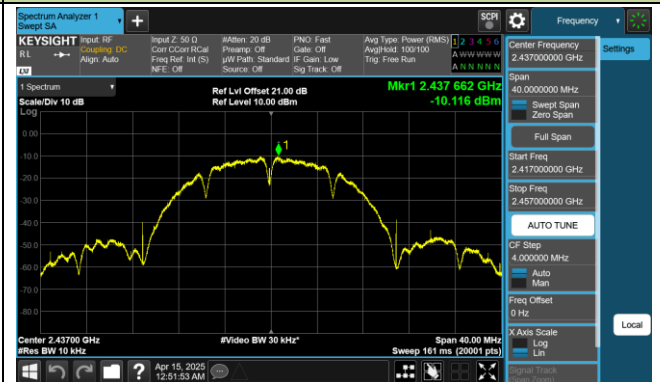 Spectrum Analyzer 1
Swept SA
+
SCPI
Frequency
KEYSIGHT
RL
LXI
Input: RF
Coupling: DC
Align: Auto
Input Z: 50 Ω
Corr CCorr RCal
Freq Ref: Int (S)
NFE: Off
#Atten: 20 dB
Preamp: Off
µW Path: Standard
Source: Off
PNO: Fast
Gate: Off
IF Gain: Low
Sig Track: Off
Avg Type: Power (RMS)
Avg|Hold: 100/100
Trig: Free Run
1 2 3 4 5 6
A W W W W W
A N N N N N
Center Frequency
2.437000000 GHz
Settings
Span
40.0000000 MHz
Swept Span
Zero Span
Full Span
Start Freq
2.417000000 GHz
Stop Freq
2.457000000 GHz
AUTO TUNE
CF Step
4.000000 MHz
Auto
Man
Freq Offset
0 Hz
X Axis Scale
Log
Lin
Signal Track
(Span Zoom)
Local
1 Spectrum
Scale/Div 10 dB
Log
Ref Lvl Offset 21.00 dB
Ref Level 10.00 dBm
Mkr1 2.437 662 GHz
-10.116 dBm
1
0.00
-10.0
-20.0
-30.0
-40.0
-50.0
-60.0
-70.0
-80.0
Center 2.43700 GHz
#Res BW 10 kHz
#Video BW 30 kHz*
Span 40.00 MHz
Sweep 161 ms (20001 pts)
?
Apr 15, 2025
12:51:53 AM